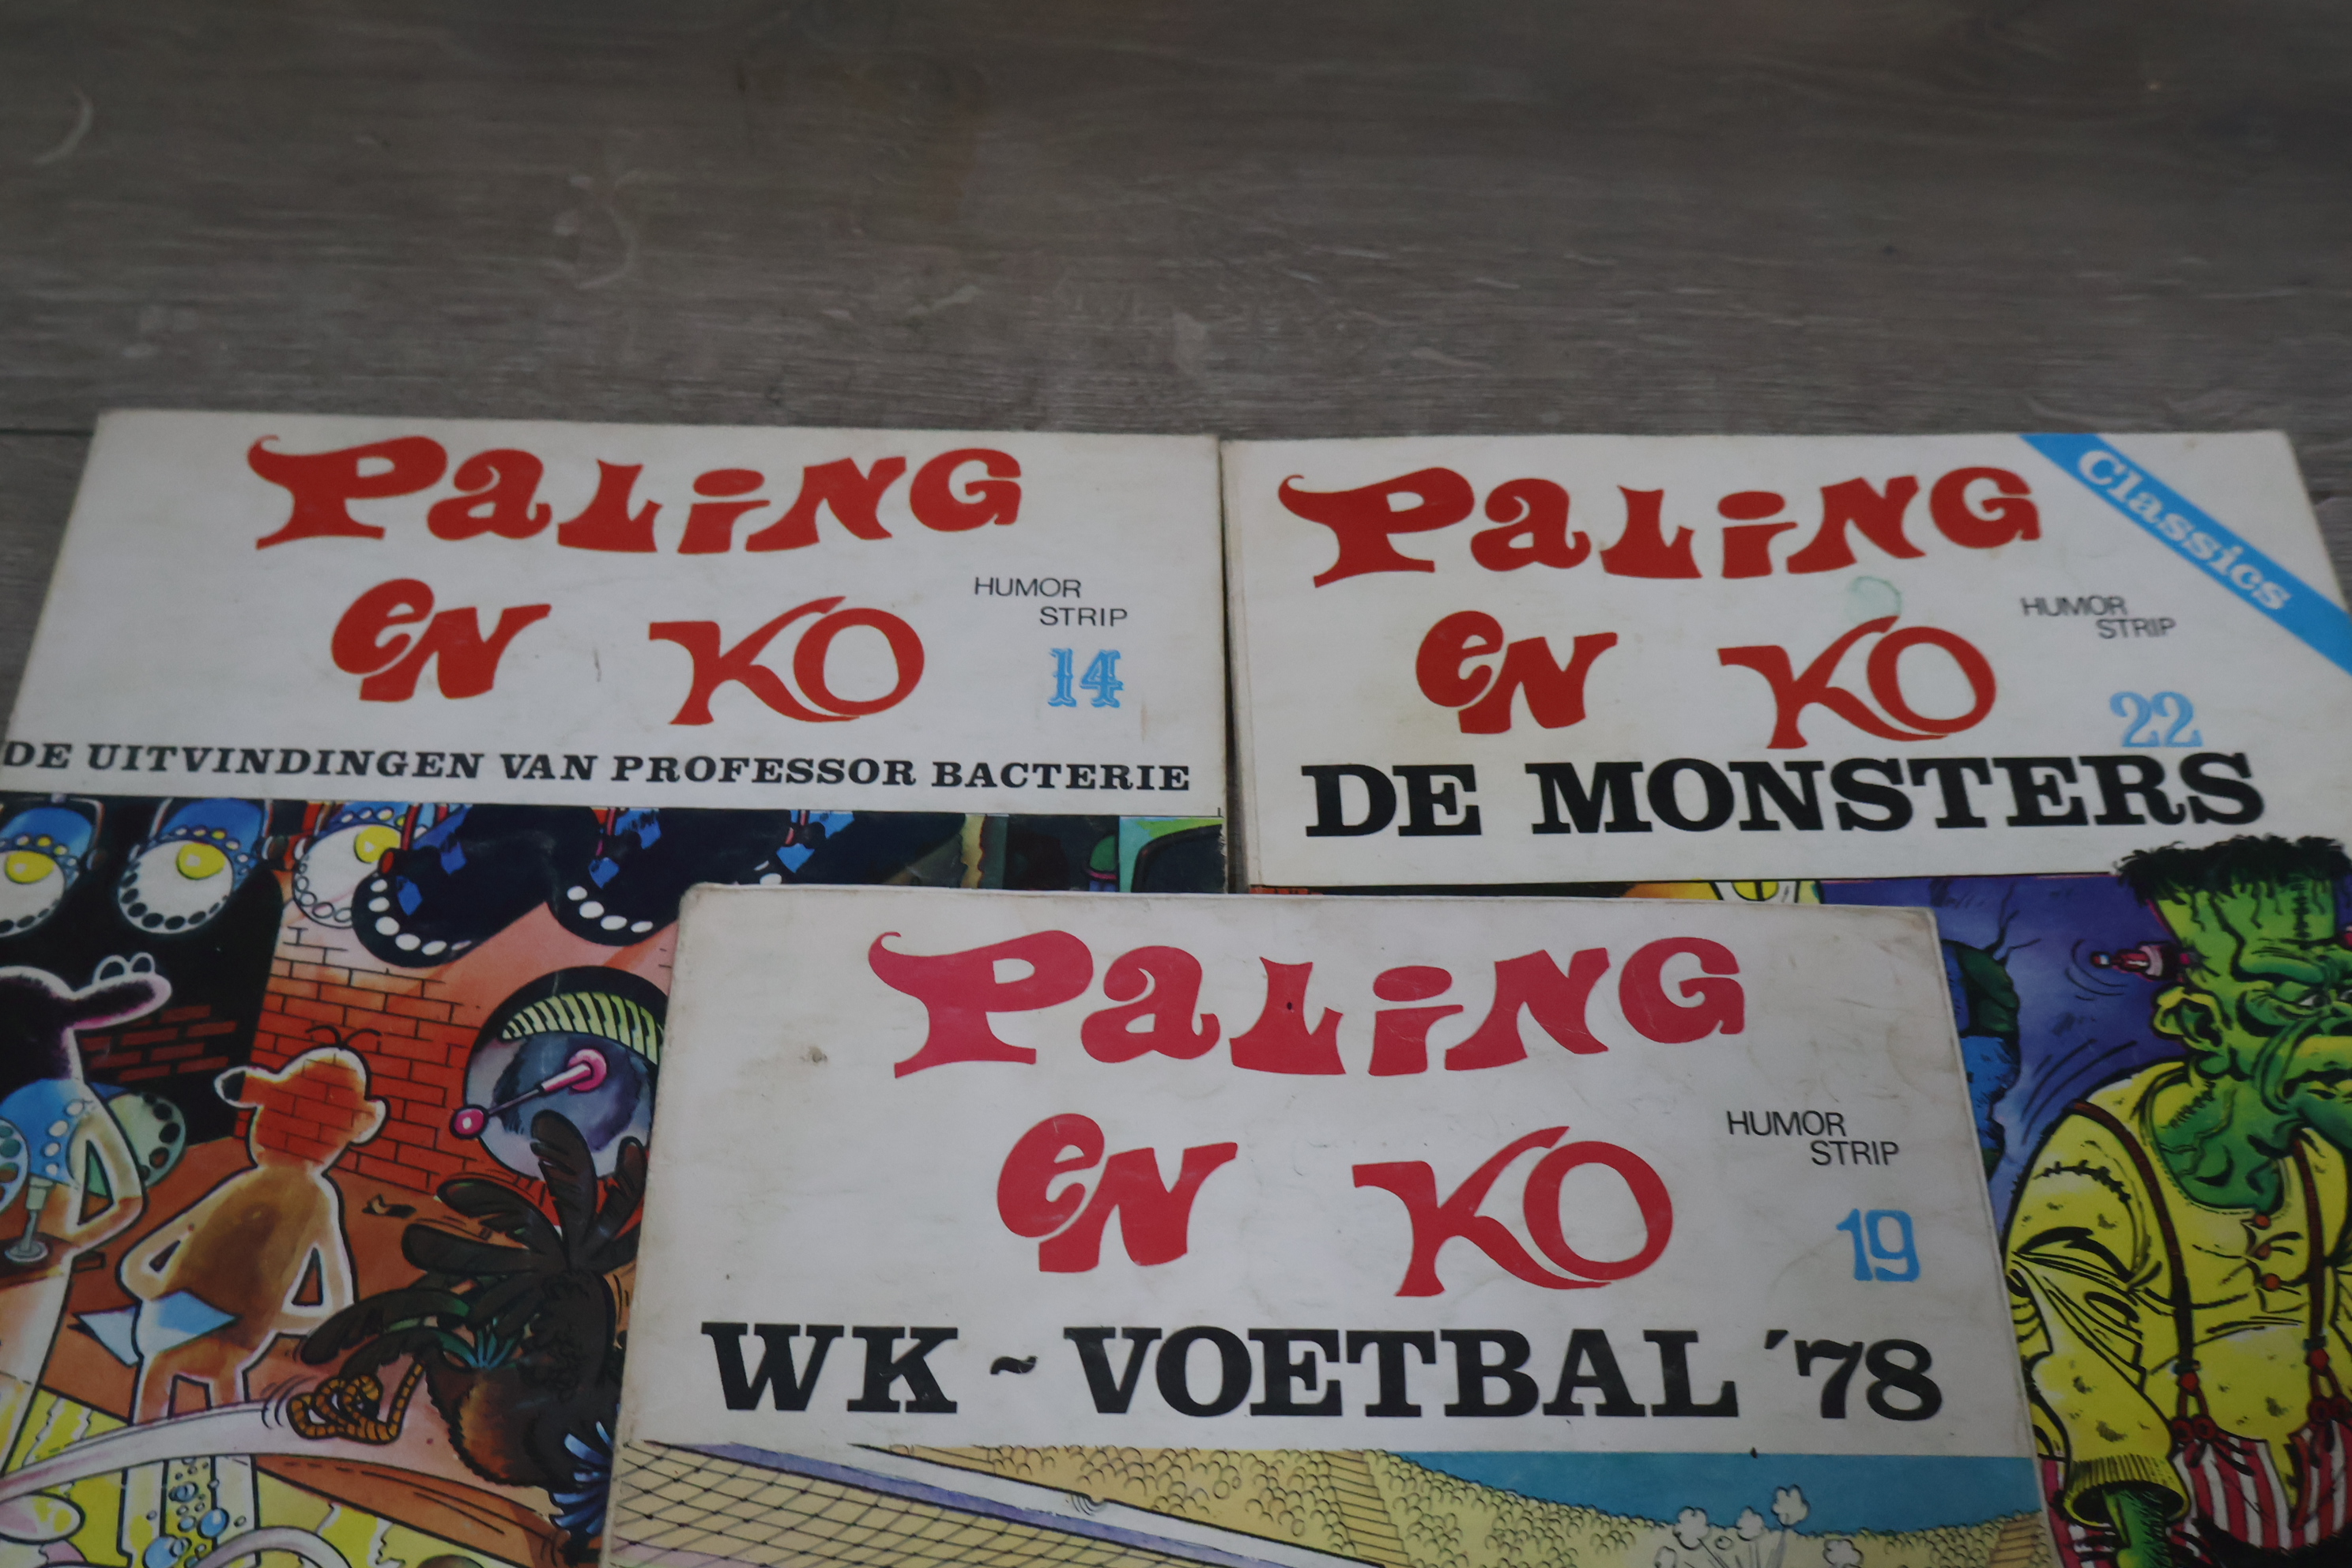 PALiNG
eN KO
HUMOR
STRIP
14
DE UITVINDINGEN VAN PROFESSOR BACTERIE
PALiNG
eN KO
Classics
HUMOR
STRIP
22
DE MONSTERS
PALiNG
eN KO
HUMOR
STRIP
19
WK ~ VOETBAL '78